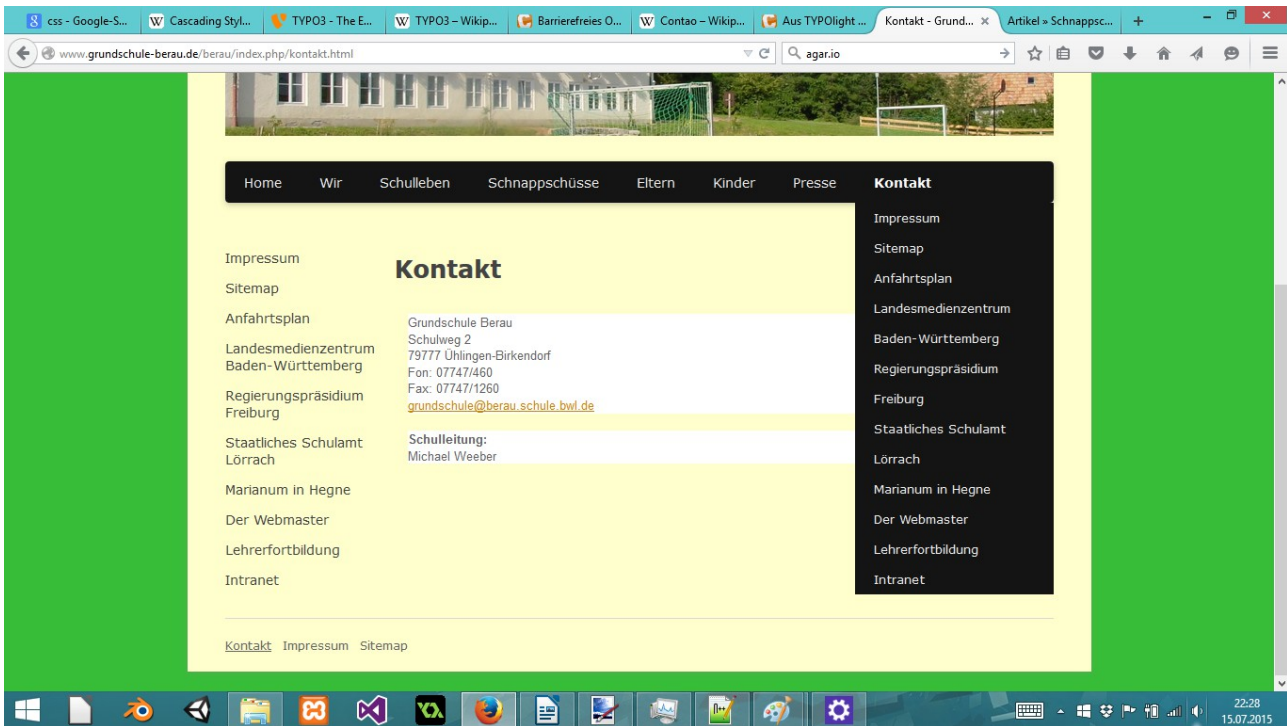 css - Google-S...
Cascading Styl...
TYPO3 - The E...
TYPO3 – Wikip...
Barrierefreies O...
Contao – Wikip...
Aus TYPOlight ...
Kontakt - Grund...
Artikel » Schnappsc...
www.grundschule-berau.de/berau/index.php/kontakt.html
agar.io
Home Wir Schulleben Schnappschüsse Eltern Kinder Presse Kontakt
Impressum
Sitemap
Anfahrtsplan
Landesmedienzentrum
Baden-Württemberg
Regierungspräsidium
Freiburg
Staatliches Schulamt
Lörrach
Marianum in Hegne
Der Webmaster
Lehrerfortbildung
Intranet
Kontakt
Grundschule Berau
Schulweg 2
79777 Ühlingen-Birkendorf
Fon: 07747/460
Fax: 07747/1260
grundschule@berau.schule.bwl.de
Schulleitung:
Michael Weeber
Impressum
Sitemap
Anfahrtsplan
Landesmedienzentrum
Baden-Württemberg
Regierungspräsidium
Freiburg
Staatliches Schulamt
Lörrach
Marianum in Hegne
Der Webmaster
Lehrerfortbildung
Intranet
Kontakt Impressum Sitemap
22:28
15.07.2015